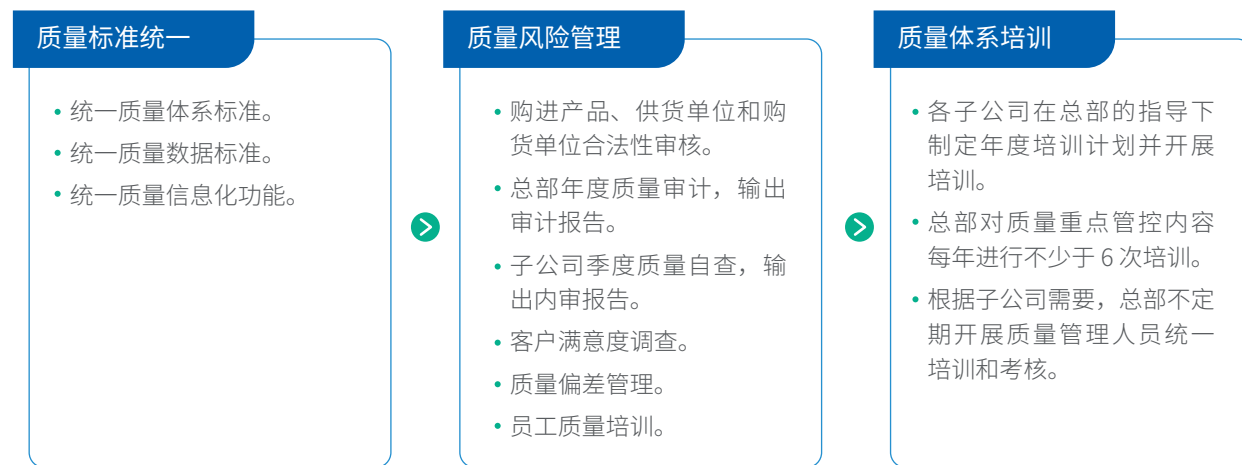 质量标准统一
• 统一质量体系标准。
• 统一质量数据标准。
• 统一质量信息化功能。
质量风险管理
• 购进产品、供货单位和购
货单位合法性审核。
• 总部年度质量审计，输出
审计报告。
• 子公司季度质量自查，输
出内审报告。
• 客户满意度调查。
• 质量偏差管理。
• 员工质量培训。
质量体系培训
• 各子公司在总部的指导下
制定年度培训计划并开展
培训。
• 总部对质量重点管控内容
每年进行不少于 6 次培训。
• 根据子公司需要，总部不定
期开展质量管理人员统一
培训和考核。